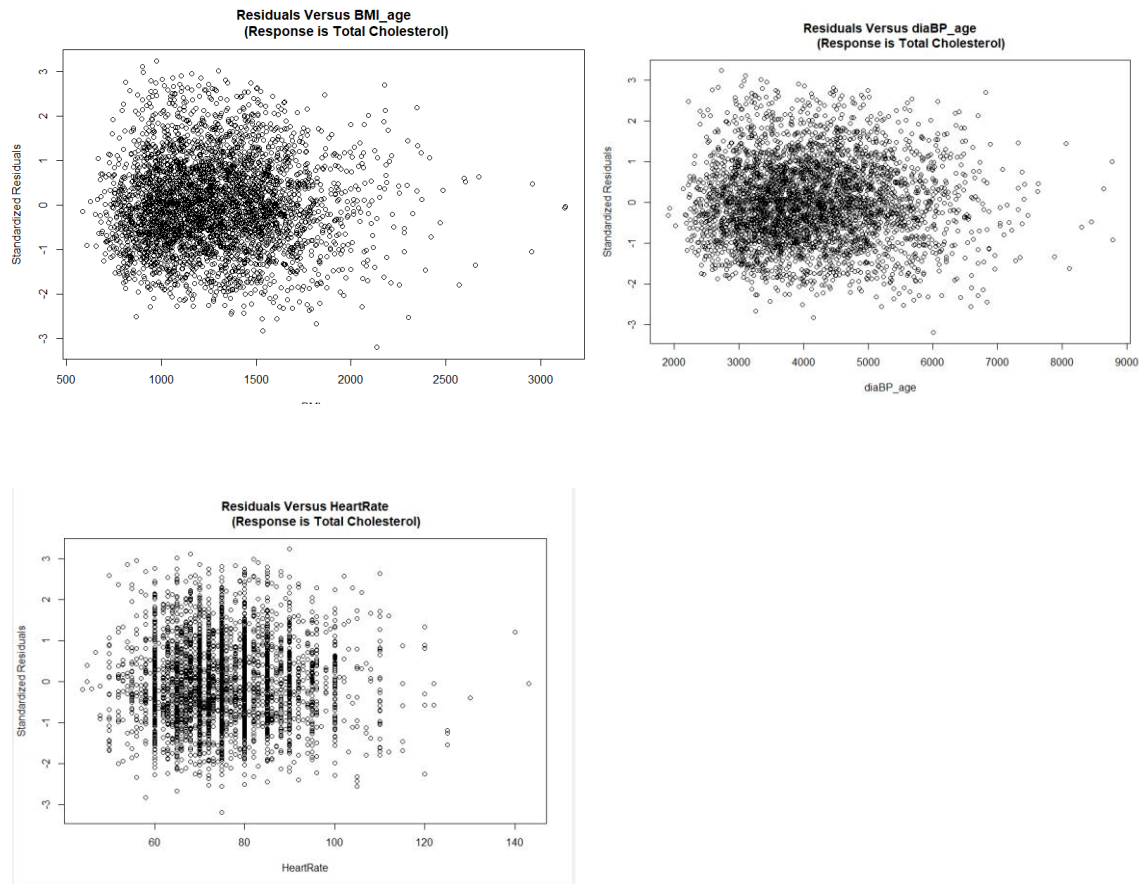 Residuals Versus BMI_age
(Response is Total Cholesterol)
Standardized Residuals
3
2
1
0
-1
-2
-3
500 1000 1500 2000 2500 3000
Residuals Versus diaBP_age
(Response is Total Cholesterol)
Standardized Residuals
3
2
1
0
-1
-2
-3
2000 3000 4000 5000 6000 7000 8000 9000
diaBP_age
Residuals Versus HeartRate
(Response is Total Cholesterol)
Standardized Residuals
3
2
1
0
-1
-2
-3
60 80 100 120 140
HeartRate